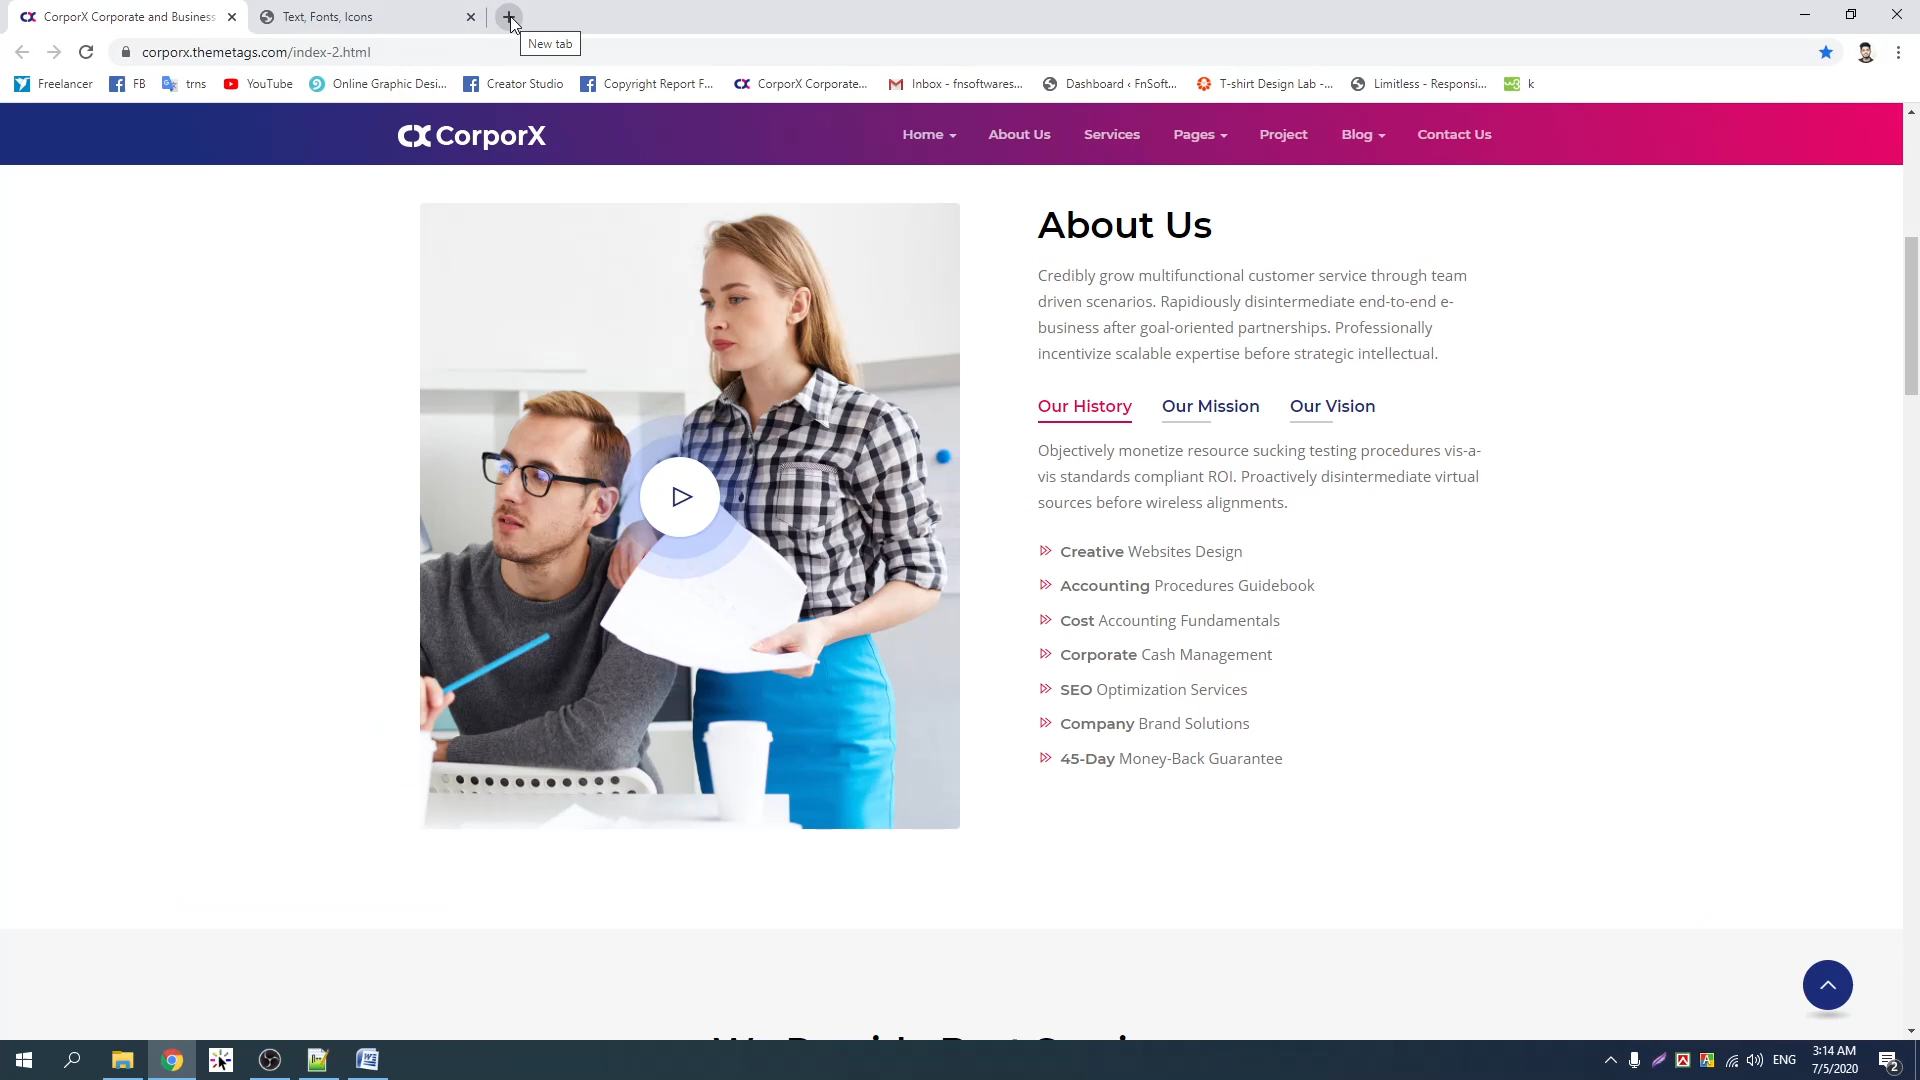 CorporX Corporate and Business
Text, Fonts, Icons
New tab
corporx.themetags.com/index-2.html
Freelancer
FB
trns
YouTube
Online Graphic Desi...
Creator Studio
Copyright Report F...
CorporX Corporate...
Inbox - fnsoftwares...
Dashboard ‹ FnSoft...
T-shirt Design Lab -...
Limitless - Responsi...
k
CorporX
Home
About Us
Services
Pages
Project
Blog
Contact Us
About Us
Credibly grow multifunctional customer service through team
driven scenarios. Rapidiously disintermediate end-to-end e-
business after goal-oriented partnerships. Professionally
incentivize scalable expertise before strategic intellectual.
Our History
Our Mission
Our Vision
Objectively monetize resource sucking testing procedures vis-a-
vis standards compliant ROI. Proactively disintermediate virtual
sources before wireless alignments.
Creative Websites Design
Accounting Procedures Guidebook
Cost Accounting Fundamentals
Corporate Cash Management
SEO Optimization Services
Company Brand Solutions
45-Day Money-Back Guarantee
ENG
3:14 AM
7/5/2020
2